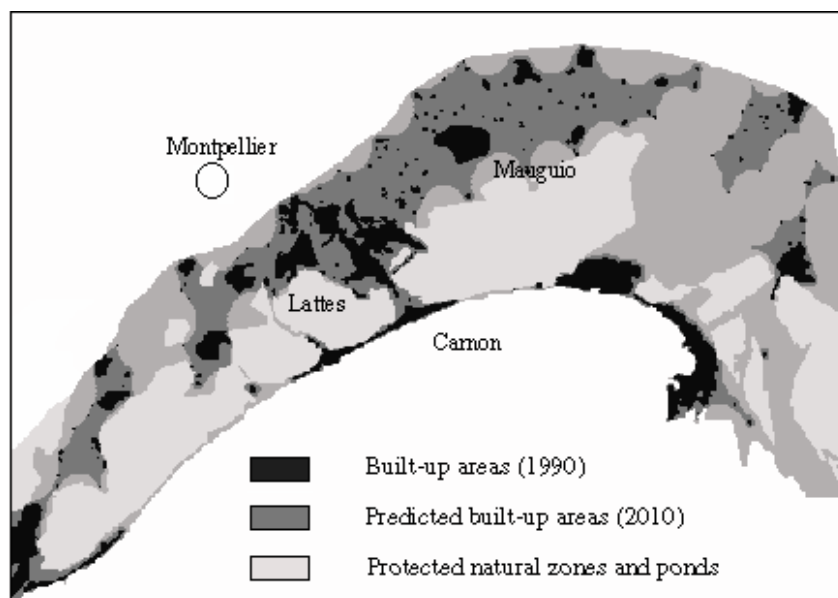 Montpellier
Mauguio
Lattes
Carnon
Built-up areas (1990)
Predicted built-up areas (2010)
Protected natural zones and ponds